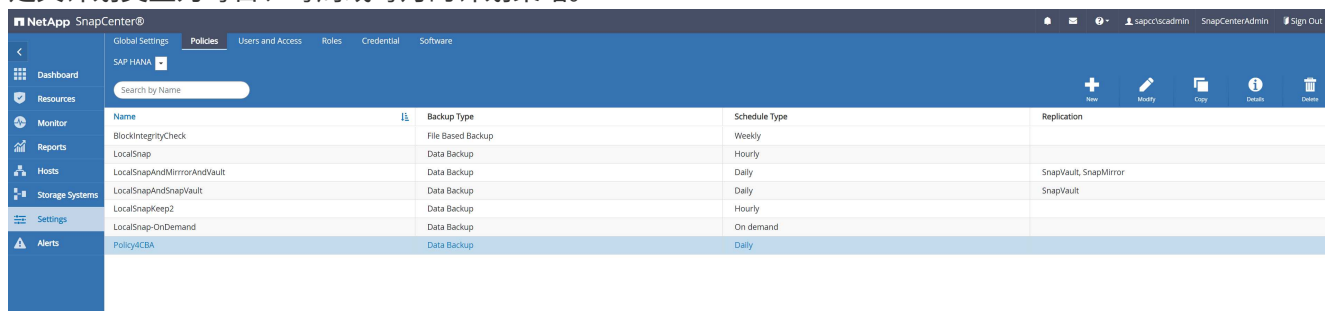 NetApp SnapCenter®
sapcc\scadmin SnapCenterAdmin Sign Out
Global Settings Policies Users and Access Roles Credential Software
SAP HANA
Search by Name
New Modify Copy Details Delete
Dashboard
Resources
Monitor
Reports
Hosts
Storage Systems
Settings
Alerts
Name Backup Type Schedule Type Replication
BlockIntegrityCheck File Based Backup Weekly
LocalSnap Data Backup Hourly
LocalSnapAndMirrrorAndVault Data Backup Daily SnapVault, SnapMirror
LocalSnapAndSnapVault Data Backup Daily SnapVault
LocalSnapKeep2 Data Backup Hourly
LocalSnap-OnDemand Data Backup On demand
Policy4CBA Data Backup Daily